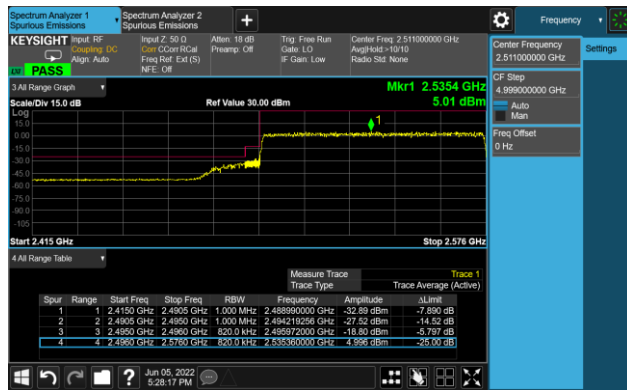 Spectrum Analyzer 1
Spurious Emissions
Spectrum Analyzer 2
Spurious Emissions
Frequency
KEYSIGHT
Input: RF
Coupling: DC
Align: Auto
Input Z: 50 Ω
Corr CCorr RCal
Freq Ref: Ext (S)
NFE: Off
Atten: 18 dB
Preamp: Off
Trig: Free Run
Gate: LO
IF Gain: Low
Center Freq: 2.511000000 GHz
Avg|Hold:>10/10
Radio Std: None
PASS
Center Frequency
2.511000000 GHz
Settings
CF Step
4.999000000 GHz
Auto
Man
Freq Offset
0 Hz
3 All Range Graph
Mkr1 2.5354 GHz
5.01 dBm
Scale/Div 15.0 dB
Ref Value 30.00 dBm
Log
15.0
0.00
-15.0
-30.0
-45.0
-60.0
-75.0
-90.0
-105
1
Start 2.415 GHz
Stop 2.576 GHz
4 All Range Table
Measure Trace Trace 1
Trace Type Trace Average (Active)
Spur Range Start Freq Stop Freq RBW Frequency Amplitude ΔLimit
1 1 2.4150 GHz 2.4905 GHz 1.000 MHz 2.488990000 GHz -32.89 dBm -7.890 dB
2 2 2.4905 GHz 2.4950 GHz 1.000 MHz 2.494219256 GHz -27.52 dBm -14.52 dB
3 3 2.4950 GHz 2.4960 GHz 820.0 kHz 2.495972000 GHz -18.80 dBm -5.797 dB
4 4 2.4960 GHz 2.5760 GHz 820.0 kHz 2.535360000 GHz 4.996 dBm -25.00 dB
Jun 05, 2022
5:28:17 PM